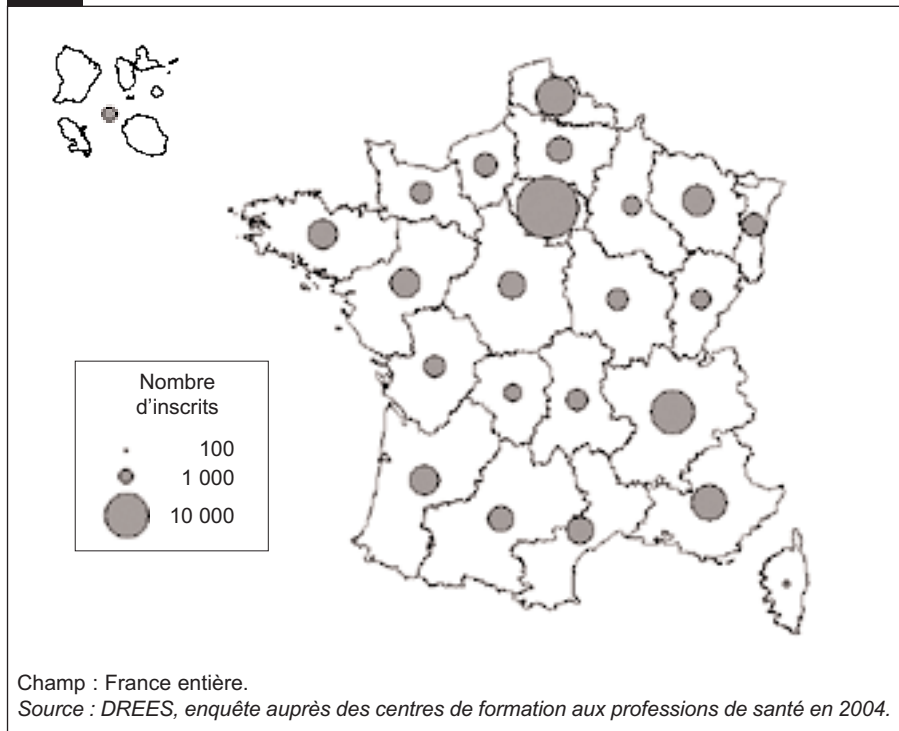 Nombre
d'inscrits
100
1 000
10 000
Champ : France entière.
Source : DREES, enquête auprès des centres de formation aux professions de santé en 2004.